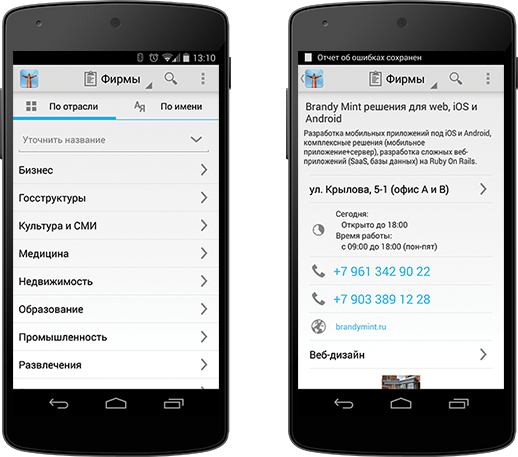 13:10
Фирмы
По отрасли
Ая
По имени
Уточнить название
Бизнес
Госструктуры
Культура и СМИ
Медицина
Недвижимость
Образование
Промышленность
Развлечения
Отчет об ошибках сохранен
Фирмы
Brandy Mint решения для web, iOS и
Android
Разработка мобильных приложений под iOS и Android,
комплексные решения (мобильное
приложение+сервер), разработка сложных веб-
приложений (SaaS, базы данных) на Ruby On Rails.
ул. Крылова, 5-1 (офис А и В)
Сегодня:
Открыто до 18:00
Время работы:
с 09:00 до 18:00 (пон-пят)
+7 961 342 90 22
+7 903 389 12 28
brandymint.ru
Веб-дизайн